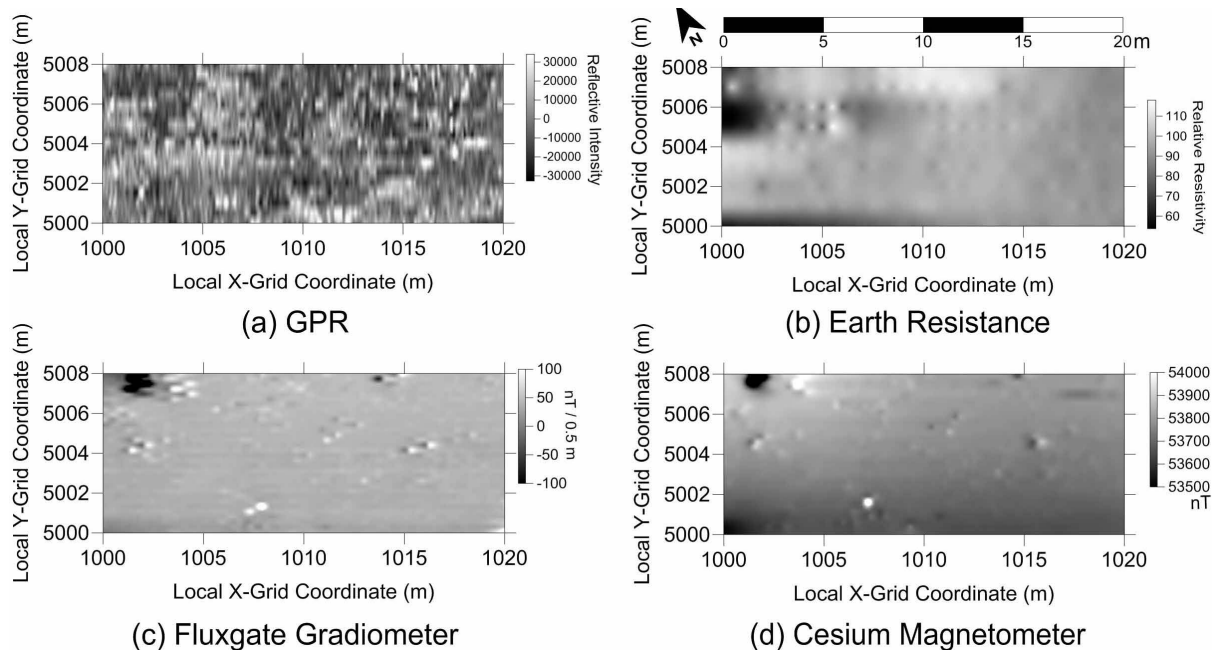 Local Y-Grid Coordinate (m)
5008
5006
5004
5002
5000
1000 1005 1010 1015 1020
Local X-Grid Coordinate (m)
30000
20000
10000
0
-10000
-20000
-30000
Reflective Intensity
(a) GPR
N
0 5 10 15 20 m
Local Y-Grid Coordinate (m)
5008
5006
5004
5002
5000
1000 1005 1010 1015 1020
Local X-Grid Coordinate (m)
110
100
90
80
70
60
Relative Resistivity
(b) Earth Resistance
Local Y-Grid Coordinate (m)
5008
5006
5004
5002
5000
1000 1005 1010 1015 1020
Local X-Grid Coordinate (m)
100
50
0
-50
-100
nT / 0.5 m
(c) Fluxgate Gradiometer
Local Y-Grid Coordinate (m)
5008
5006
5004
5002
5000
1000 1005 1010 1015 1020
Local X-Grid Coordinate (m)
54000
53900
53800
53700
53600
53500
nT
(d) Cesium Magnetometer